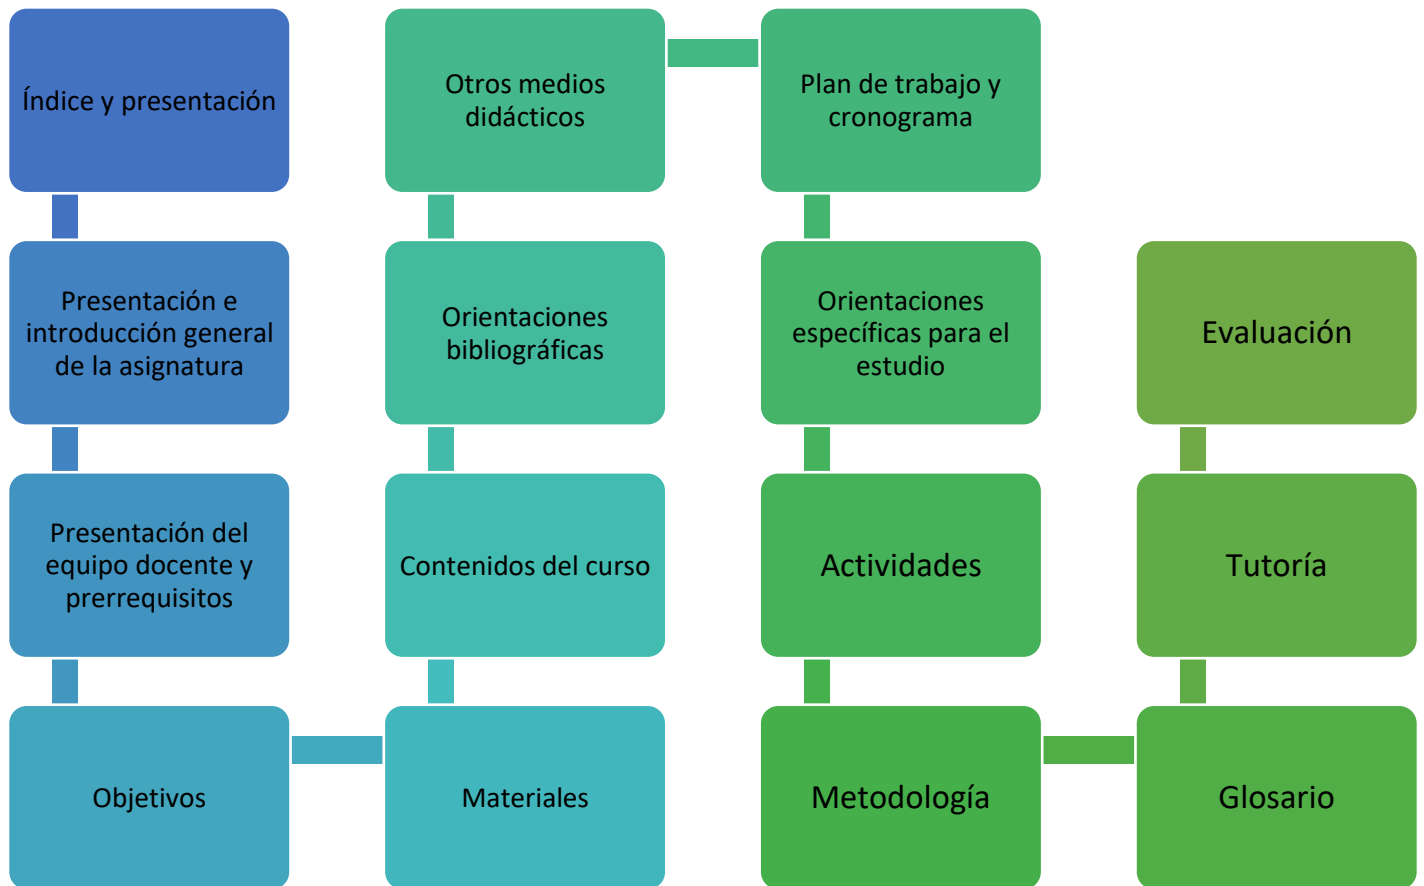 Índice y presentación
Presentación e
introducción general
de la asignatura
Presentación del
equipo docente y
prerrequisitos
Objetivos
Materiales
Contenidos del curso
Orientaciones
bibliográficas
Otros medios
didácticos
Plan de trabajo y
cronograma
Orientaciones
específicas para el
estudio
Actividades
Metodología
Glosario
Tutoría
Evaluación